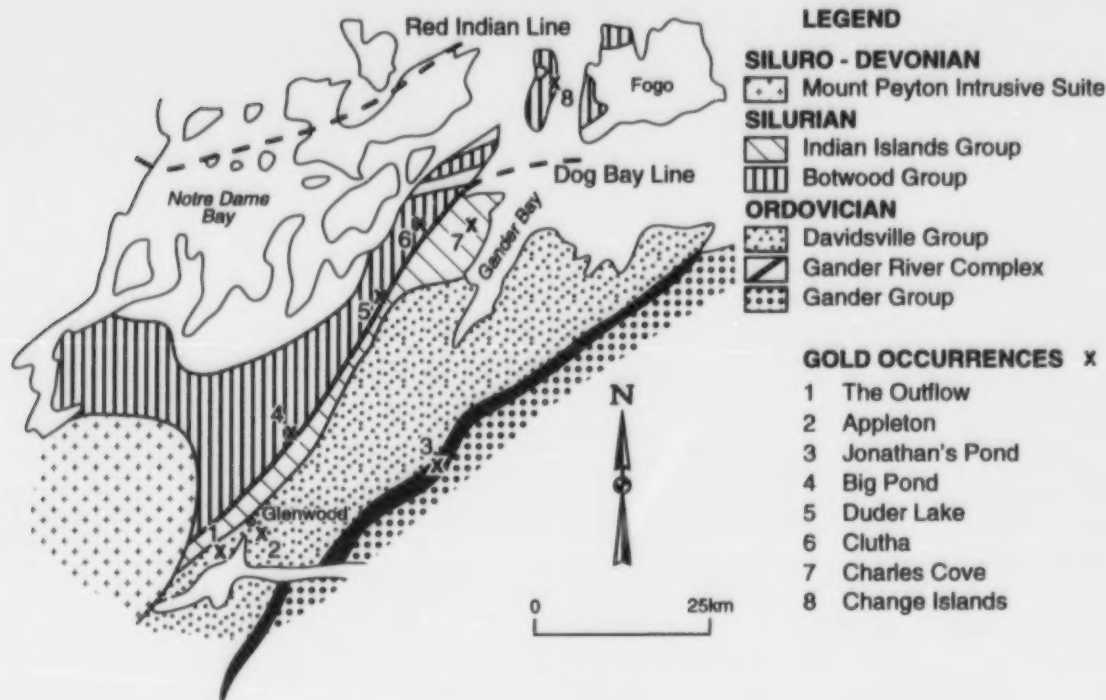 Red Indian Line
8
Fogo
Dog Bay Line
Notre Dame
Bay
6
7
Gander Bay
5
4
3
Glenwood
1
2
N
0 25km
LEGEND
SILURO - DEVONIAN
Mount Peyton Intrusive Suite
SILURIAN
Indian Islands Group
Botwood Group
ORDOVICIAN
Davidsville Group
Gander River Complex
Gander Group
GOLD OCCURRENCES x
1 The Outflow
2 Appleton
3 Jonathan's Pond
4 Big Pond
5 Duder Lake
6 Clutha
7 Charles Cove
8 Change Islands